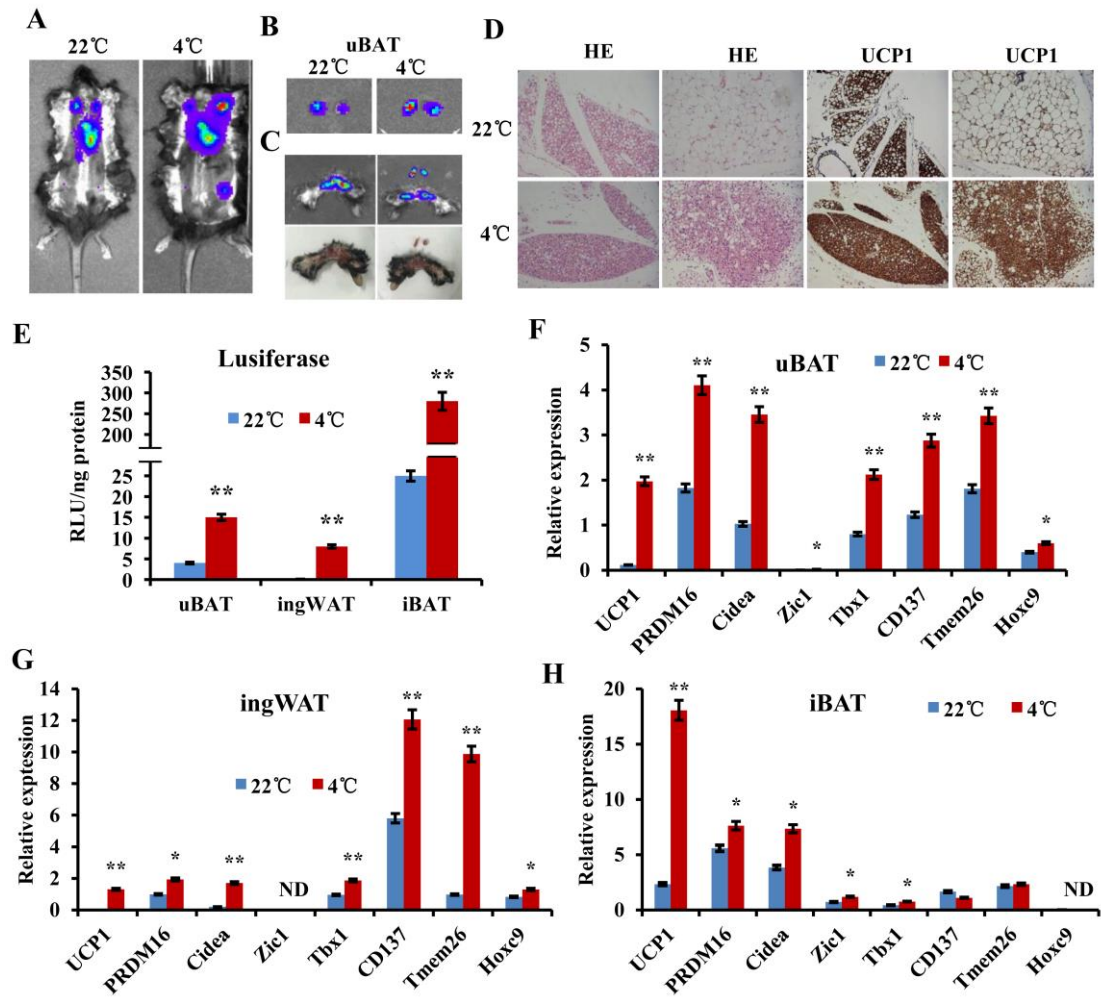 A
22℃ 4℃
B
uBAT
22℃ 4℃
C
D
HE HE UCP1 UCP1
22℃
4℃
E
Lusiferase
22℃ 4℃
RLU/ng protein
350
300
250
200
150
100
25
20
15
10
5
0
** ** **
uBAT ingWAT iBAT
F
uBAT
22℃ 4℃
Relative expression
5
4
3
2
1
0
** ** ** * ** ** ** *
UCP1 PRDM16 Cidea Zic1 Tbx1 CD137 Tmem26 Hoxc9
G
ingWAT
22℃ 4℃
Relative exptession
14
12
10
8
6
4
2
0
** * ** ND ** ** ** *
UCP1 PRDM16 Cidea Zic1 Tbx1 CD137 Tmem26 Hoxc9
H
iBAT
22℃ 4℃
Relative expression
20
15
10
5
0
** * * * * ND
UCP1 PRDM16 Cidea Zic1 Tbx1 CD137 Tmem26 Hoxc9